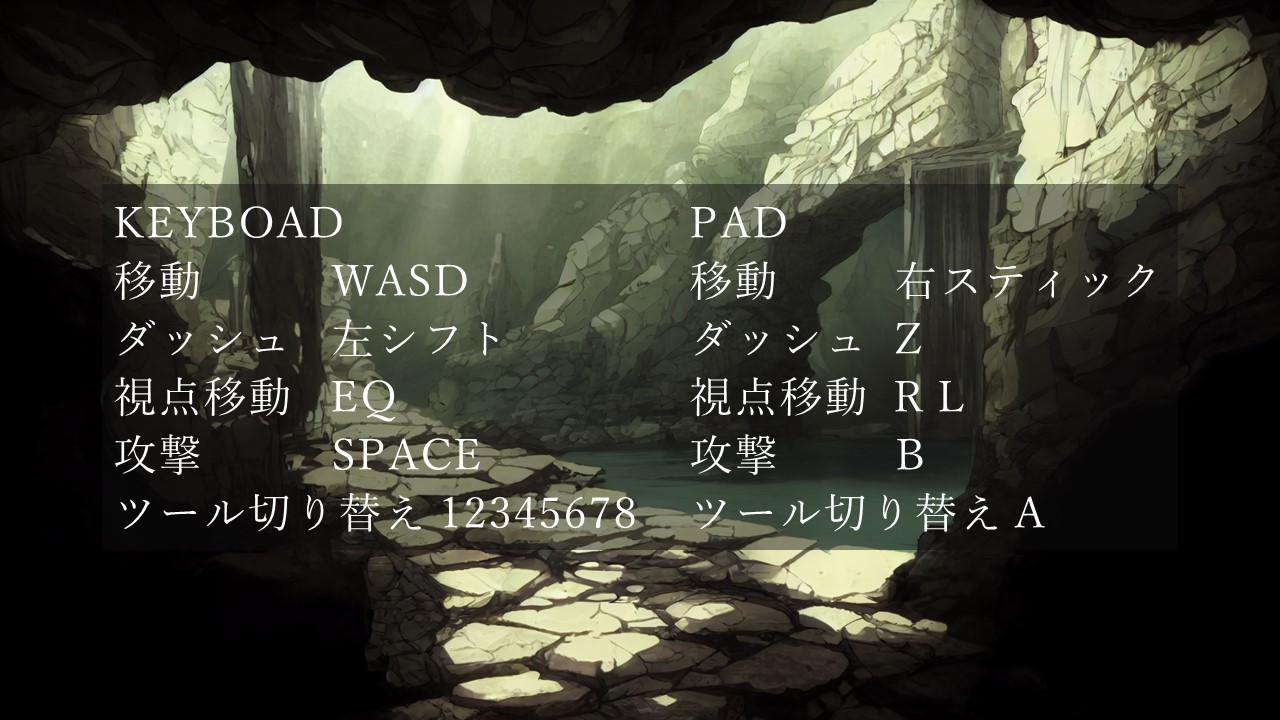 KEYBOAD
移動 WASD
ダッシュ 左シフト
視点移動 EQ
攻撃 SPACE
ツール切り替え 12345678
PAD
移動 右スティック
ダッシュ Z
視点移動 R L
攻撃 B
ツール切り替え A